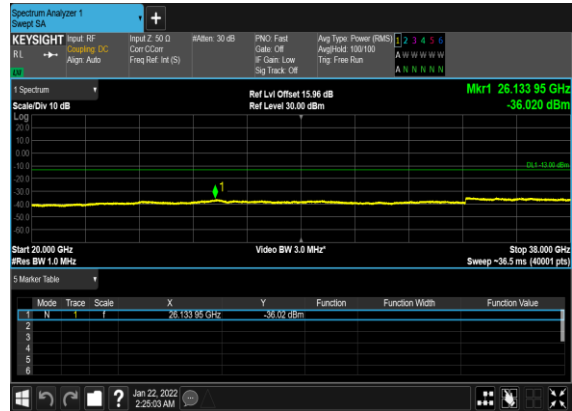 Spectrum Analyzer 1
Swept SA
+
KEYSIGHT Input: RF Input Z: 50 Ω #Atten: 30 dB PNO: Fast Avg Type: Power (RMS) 1 2 3 4 5 6
RL Coupling: DC Corr CCorr Gate: Off Avg|Hold: 100/100 A W W W W W
Align: Auto Freq Ref: Int (S) IF Gain: Low Trig: Free Run
Sig Track: Off A N N N N N
1 Spectrum Ref Lvl Offset 15.96 dB Mkr1 26.133 95 GHz
Scale/Div 10 dB Ref Level 30.00 dBm -36.020 dBm
Log
20.0
10.0
0.00
-10.0 DL1 -13.00 dBm
-20.0
-30.0 1
-40.0
-50.0
-60.0
Start 20.000 GHz Video BW 3.0 MHz* Stop 38.000 GHz
#Res BW 1.0 MHz Sweep ~36.5 ms (40001 pts)
5 Marker Table
Mode Trace Scale X Y Function Function Width Function Value
1 N 1 f 26.133 95 GHz -36.02 dBm
2
3
4
5
6
? Jan 22, 2022
2:25:03 AM